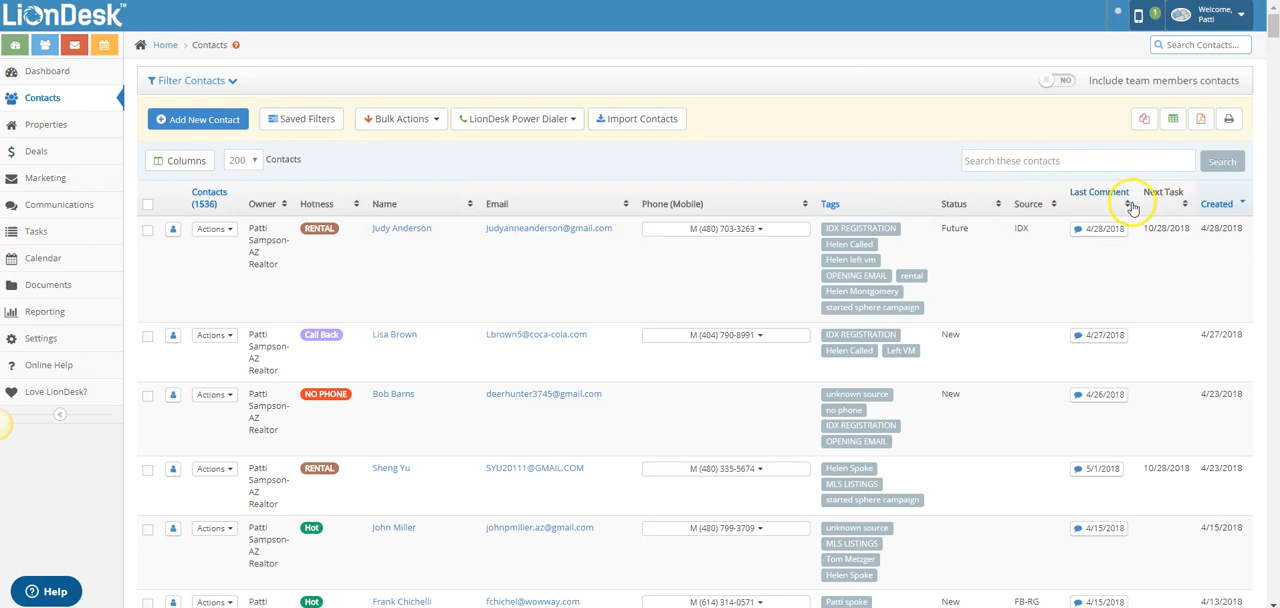 LionDesk™
1
Welcome,
Patti
Home > Contacts ?
Search Contacts...
Dashboard
Contacts
Properties
Deals
Marketing
Communications
Tasks
Calendar
Documents
Reporting
Settings
? Online Help
Love LionDesk?
«
? Help
Filter Contacts
NO Include team members contacts
Add New Contact Saved Filters Bulk Actions LionDesk Power Dialer Import Contacts
Columns 200 Contacts
Search these contacts Search
Contacts
(1536) Owner Hotness Name Email Phone (Mobile) Tags Status Source Last Comment Next Task Created
Actions Patti
Sampson-
AZ
Realtor
RENTAL Judy Anderson Judyanneanderson@gmail.com M (480) 703-3263
IDX REGISTRATION
Helen Called
Helen left vm
OPENING EMAIL rental
Helen Montgomery
started sphere campaign
Future IDX 4/28/2018 10/28/2018 4/28/2018
Actions Patti
Sampson-
AZ
Realtor
Call Back Lisa Brown Lbrown5@coca-cola.com M (404) 790-8991
IDX REGISTRATION
Helen Called Left VM
New 4/27/2018 4/27/2018
Actions Patti
Sampson-
AZ
Realtor
NO PHONE Bob Barns deerhunter3745@gmail.com
unknown source
no phone
IDX REGISTRATION
OPENING EMAIL
New 4/26/2018 4/23/2018
Actions Patti
Sampson-
AZ
Realtor
RENTAL Sheng Yu SYU20111@GMAIL.COM M (480) 335-5674
Helen Spoke
MLS LISTINGS
started sphere campaign
5/1/2018 10/28/2018 4/23/2018
Actions Patti
Sampson-
AZ
Realtor
Hot John Miller johnpmiller.az@gmail.com M (480) 799-3709
unknown source
MLS LISTINGS
Tom Metzger
Helen Spoke
4/15/2018 4/15/2018
Actions Patti
Hot Frank Chichelli fchichel@wowway.com M (614) 314-0571
Patti spoke
New FB-RG 4/15/2018 4/13/2018